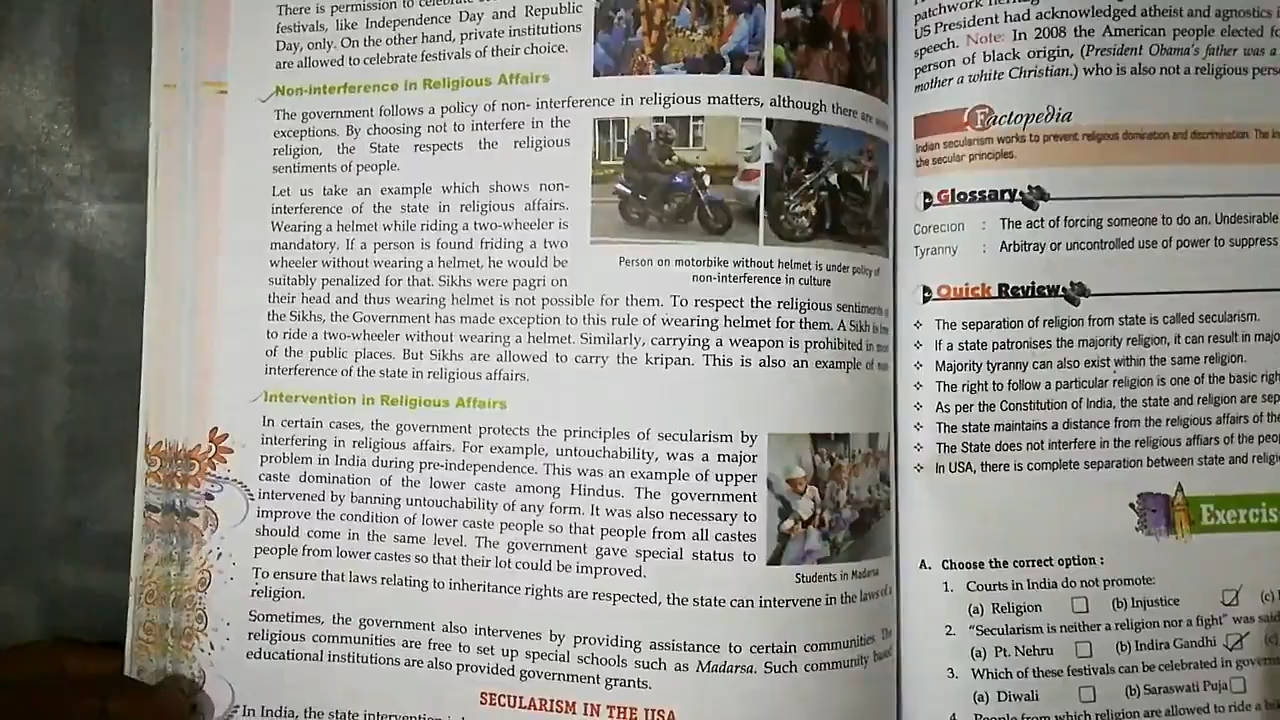 There is permission to celebrate
festivals, like Independence Day and Republic
Day, only. On the other hand, private institutions
are allowed to celebrate festivals of their choice.
Non-interference in Religious Affairs
The government follows a policy of non- interference in religious matters, although there are
exceptions. By choosing not to interfere in the
religion, the State respects the religious
sentiments of people.
Let us take an example which shows non-
interference of the state in religious affairs.
Wearing a helmet while riding a two-wheeler is
mandatory. If a person is found friding a two
wheeler without wearing a helmet, he would be
suitably penalized for that. Sikhs were pagri on
their head and thus wearing helmet is not possible for them. To respect the religious sentiments
the Sikhs, the Government has made exception to this rule of wearing helmet for them. A Sikh is
to ride a two-wheeler without wearing a helmet. Similarly, carrying a weapon is prohibited in
of the public places. But Sikhs are allowed to carry the kripan. This is also an example of
interference of the state in religious affairs.
Person on motorbike without helmet is under policy of
non-interference in culture
Intervention in Religious Affairs
In certain cases, the government protects the principles of secularism by
interfering in religious affairs. For example, untouchability, was a major
problem in India during pre-independence. This was an example of upper
caste domination of the lower caste among Hindus. The government
intervened by banning untouchability of any form. It was also necessary to
improve the condition of lower caste people so that people from all castes
should come in the same level. The government gave special status to
people from lower castes so that their lot could be improved.
Students in Madarsa
To ensure that laws relating to inheritance rights are respected, the state can intervene in the laws of a
religion.
Sometimes, the government also intervenes by providing assistance to certain communities. The
religious communities are free to set up special schools such as Madarsa. Such community based
educational institutions are also provided government grants.
SECULARISM IN THE USA
In India, the state intervention
patchwork
US President had acknowledged atheist and agnostics
speech. Note: In 2008 the American people elected
person of black origin, (President Obama's father was a
mother a white Christian.) who is also not a religious
Factopedia
Indian secularism works to prevent religious domination and discrimination. The
the secular principles.
Glossary
Corecion : The act of forcing someone to do an. Undesirable
Tyranny : Arbitray or uncontrolled use of power to suppress
Quick Review
❖ The separation of religion from state is called secularism.
❖ If a state patronises the majority religion, it can result in
❖ Majority tyranny can also exist within the same religion.
❖ The right to follow a particular religion is one of the basic
❖ As per the Constitution of India, the state and religion are
❖ The state maintains a distance from the religious affairs of
❖ The State does not interfere in the religious affiars of the
❖ In USA, there is complete separation between state and
Exercis
A. Choose the correct option :
1. Courts in India do not promote:
(a) Religion (b) Injustice (c)
2. "Secularism is neither a religion nor a fight" was said
(a) Pt. Nehru (b) Indira Gandhi (c)
3. Which of these festivals can be celebrated in
(a) Diwali (b) Saraswati Puja
4. People from which religion are allowed to ride a